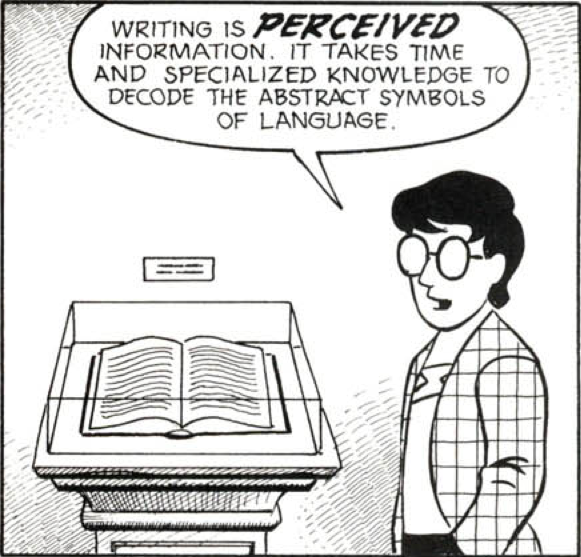 WRITING IS PERCEIVED
INFORMATION. IT TAKES TIME
AND SPECIALIZED KNOWLEDGE TO
DECODE THE ABSTRACT SYMBOLS
OF LANGUAGE.